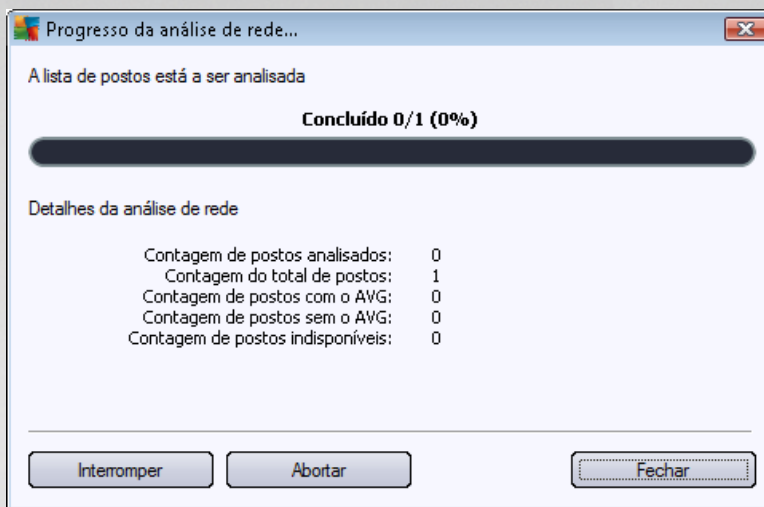 Progresso da análise de rede...
A lista de postos está a ser analisada
Concluído 0/1 (0%)
Detalhes da análise de rede
Contagem de postos analisados: 0
Contagem do total de postos: 1
Contagem de postos com o AVG: 0
Contagem de postos sem o AVG: 0
Contagem de postos indisponíveis: 0
Interromper Abortar Fechar